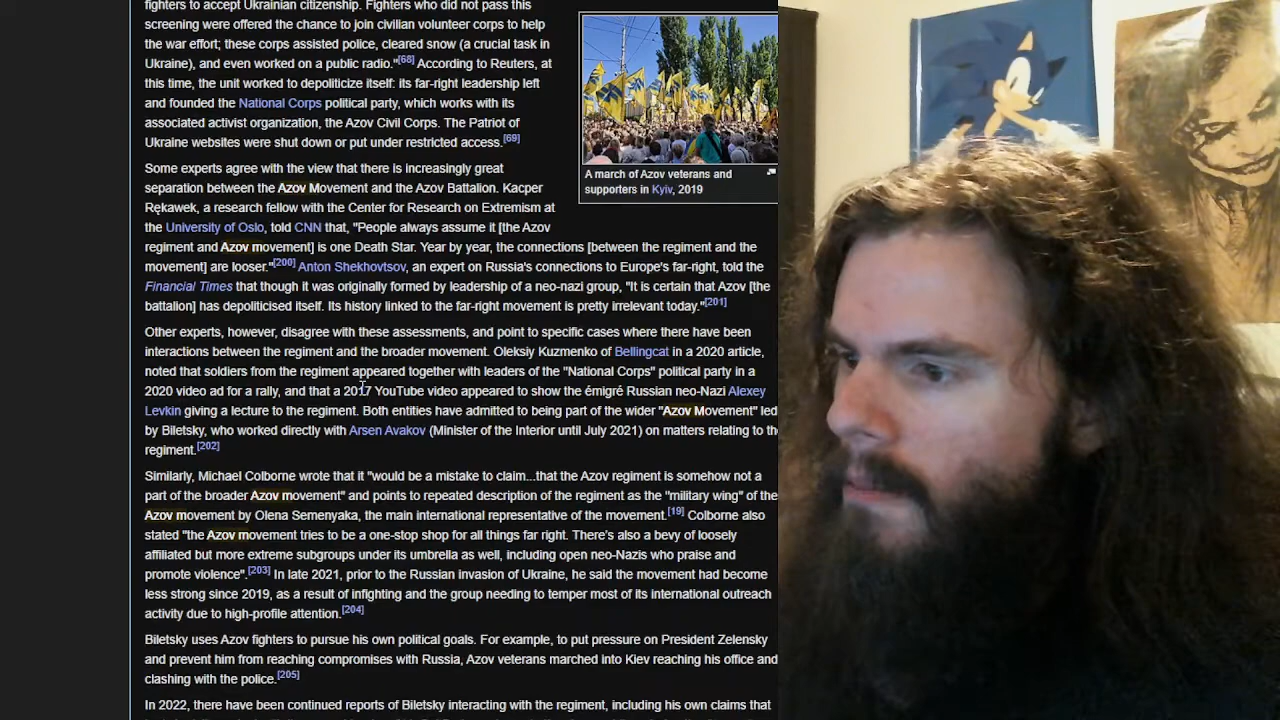 fighters to accept Ukrainian citizenship. Fighters who did not pass this
screening were offered the chance to join civilian volunteer corps to help
the war effort; these corps assisted police, cleared snow (a crucial task in
Ukraine), and even worked on a public radio."[68] According to Reuters, at
this time, the unit worked to depoliticize itself: its far-right leadership left
and founded the National Corps political party, which works with its
associated activist organization, the Azov Civil Corps. The Patriot of
Ukraine websites were shut down or put under restricted access.[69]
A march of Azov veterans and
supporters in Kyiv, 2019
Some experts agree with the view that there is increasingly great
separation between the Azov Movement and the Azov Battalion. Kacper
Rękawek, a research fellow with the Center for Research on Extremism at
the University of Oslo, told CNN that, "People always assume it [the Azov
regiment and Azov movement] is one Death Star. Year by year, the connections [between the regiment and the
movement] are looser."[200] Anton Shekhovtsov, an expert on Russia's connections to Europe's far-right, told the
Financial Times that though it was originally formed by leadership of a neo-nazi group, "It is certain that Azov [the
battalion] has depoliticised itself. Its history linked to the far-right movement is pretty irrelevant today."[201]
Other experts, however, disagree with these assessments, and point to specific cases where there have been
interactions between the regiment and the broader movement. Oleksiy Kuzmenko of Bellingcat in a 2020 article,
noted that soldiers from the regiment appeared together with leaders of the "National Corps" political party in a
2020 video ad for a rally, and that a 2017 YouTube video appeared to show the émigré Russian neo-Nazi Alexey
Levkin giving a lecture to the regiment. Both entities have admitted to being part of the wider "Azov Movement" led
by Biletsky, who worked directly with Arsen Avakov (Minister of the Interior until July 2021) on matters relating to the
regiment.[202]
Similarly, Michael Colborne wrote that it "would be a mistake to claim...that the Azov regiment is somehow not a
part of the broader Azov movement" and points to repeated description of the regiment as the "military wing" of the
Azov movement by Olena Semenyaka, the main international representative of the movement.[19] Colborne also
stated "the Azov movement tries to be a one-stop shop for all things far right. There's also a bevy of loosely
affiliated but more extreme subgroups under its umbrella as well, including open neo-Nazis who praise and
promote violence".[203] In late 2021, prior to the Russian invasion of Ukraine, he said the movement had become
less strong since 2019, as a result of infighting and the group needing to temper most of its international outreach
activity due to high-profile attention.[204]
Biletsky uses Azov fighters to pursue his own political goals. For example, to put pressure on President Zelensky
and prevent him from reaching compromises with Russia, Azov veterans marched into Kiev reaching his office and
clashing with the police.[205]
In 2022, there have been continued reports of Biletsky interacting with the regiment, including his own claims that